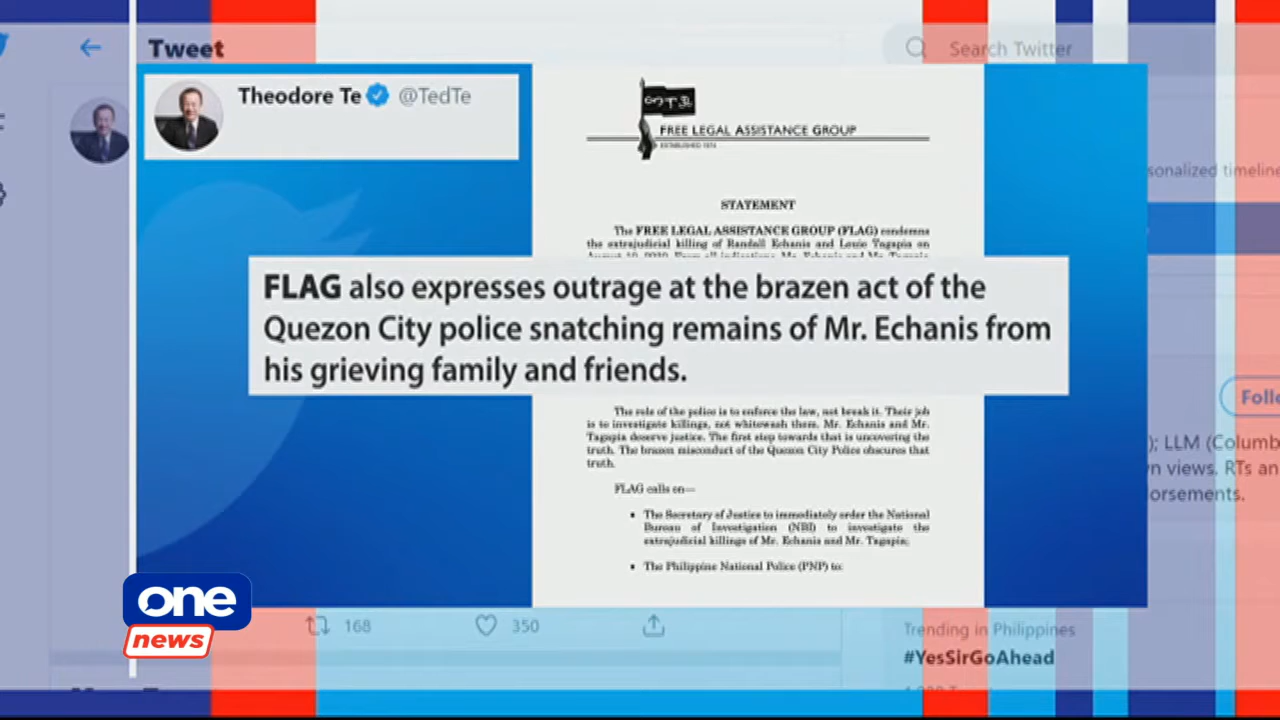 Tweet
Search Twitter
Theodore Te @TedTe
FREE LEGAL ASSISTANCE GROUP
ESTABLISHED 1974
STATEMENT
The FREE LEGAL ASSISTANCE GROUP (FLAG) condemns
the extrajudicial killing of Randall Echanis and Louie Tagapia on
FLAG also expresses outrage at the brazen act of the
Quezon City police snatching remains of Mr. Echanis from
his grieving family and friends.
The role of the police is to enforce the law, not break it. Their job
is to investigate killings, not whitewash them. Mr. Echanis and Mr.
Tagapia deserve justice. The first step towards that is uncovering the
truth. The brazen misconduct of the Quezon City Police obscures that
truth.
FLAG calls on—
• The Secretary of Justice to immediately order the National
Bureau of Investigation (NBI) to investigate the
extrajudicial killings of Mr. Echanis and Mr. Tagapia;
• The Philippine National Police (PNP) to:
sonalized timeline
Follo
); LLM (Columb
n views. RTs an
orsements.
168
350
Trending in Philippines
#YesSirGoAhead
one
news